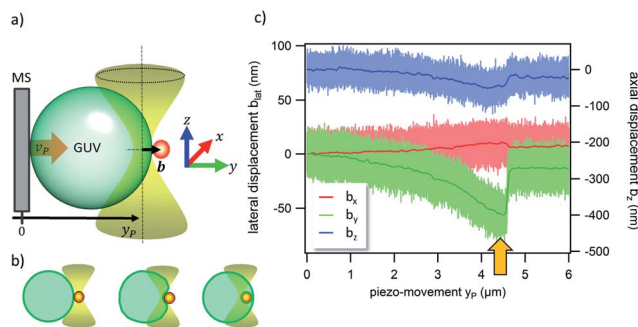 a)
MS
GUV
v_P
b
z
x
y
0
y_P
b)
c)
lateral displacement b_lat (nm)
100
50
0
-50
b_x
b_y
b_z
0
-100
-200
-300
-400
-500
axial displacement b_z (nm)
0 1 2 3 4 5 6
piezo-movement y_P (µm)